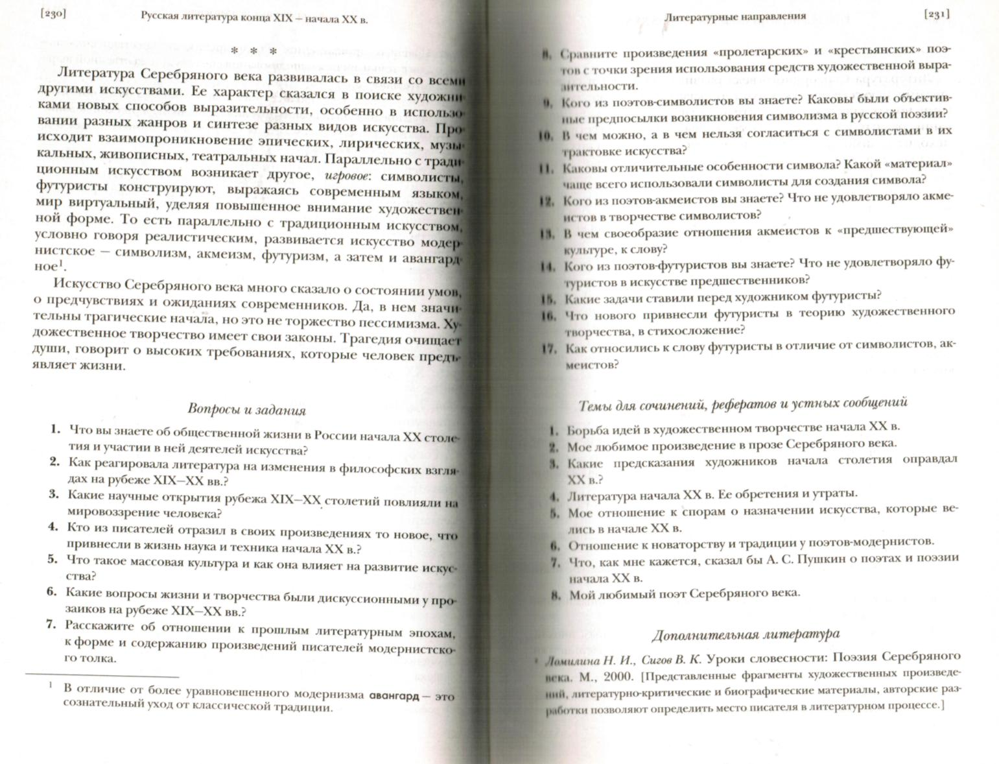 [230]
Русская литература конца XIX – начала XX в.
* * *
Литература Серебряного века развивалась в связи со всеми
другими искусствами. Ее характер сказался в поиске художни-
ками новых способов выразительности, особенно в использо-
вании разных жанров и синтезе разных видов искусства. Про-
исходит взаимопроникновение эпических, лирических, музы-
кальных, живописных, театральных начал. Параллельно с тради-
ционным искусством возникает другое, игровое: символисты,
футуристы конструируют, выражаясь современным языком,
мир виртуальный, уделяя повышенное внимание художествен-
ной форме. То есть параллельно с традиционным искусством,
условно говоря реалистическим, развивается искусство модер-
нистское — символизм, акмеизм, футуризм, а затем и авангард-
ное¹.
Искусство Серебряного века много сказало о состоянии умов,
о предчувствиях и ожиданиях современников. Да, в нем значи-
тельны трагические начала, но это не торжество пессимизма. Ху-
дожественное творчество имеет свои законы. Трагедия очищает
души, говорит о высоких требованиях, которые человек предъ-
являет жизни.
Вопросы и задания
1. Что вы знаете об общественной жизни в России начала XX столе-
тия и участии в ней деятелей искусства?
2. Как реагировала литература на изменения в философских взгля-
дах на рубеже XIX—XX вв.?
3. Какие научные открытия рубежа XIX—XX столетий повлияли на
мировоззрение человека?
4. Кто из писателей отразил в своих произведениях то новое, что
привнесли в жизнь наука и техника начала XX в.?
5. Что такое массовая культура и как она влияет на развитие искус-
ства?
6. Какие вопросы жизни и творчества были дискуссионными у про-
заиков на рубеже XIX—XX вв.?
7. Расскажите об отношении к прошлым литературным эпохам,
к форме и содержанию произведений писателей модернистско-
го толка.
¹ В отличие от более уравновешенного модернизма авангард — это
сознательный уход от классической традиции.
Литературные направления
[231]
8. Сравните произведения «пролетарских» и «крестьянских» поэ-
тов с точки зрения использования средств художественной выра-
зительности.
9. Кого из поэтов-символистов вы знаете? Каковы были объектив-
ные предпосылки возникновения символизма в русской поэзии?
10. В чем можно, а в чем нельзя согласиться с символистами в их
трактовке искусства?
11. Каковы отличительные особенности символа? Какой «материал»
чаще всего использовали символисты для создания символа?
12. Кого из поэтов-акмеистов вы знаете? Что не удовлетворяло акме-
истов в творчестве символистов?
13. В чем своеобразие отношения акмеистов к «предшествующей»
культуре, к слову?
14. Кого из поэтов-футуристов вы знаете? Что не удовлетворяло фу-
туристов в искусстве предшественников?
15. Какие задачи ставили перед художником футуристы?
16. Что нового привнесли футуристы в теорию художественного
творчества, в стихосложение?
17. Как относились к слову футуристы в отличие от символистов, ак-
меистов?
Темы для сочинений, рефератов и устных сообщений
1. Борьба идей в художественном творчестве начала XX в.
2. Мое любимое произведение в прозе Серебряного века.
3. Какие предсказания художников начала столетия оправдал
XX в.?
4. Литература начала XX в. Ее обретения и утраты.
5. Мое отношение к спорам о назначении искусства, которые ве-
лись в начале XX в.
6. Отношение к новаторству и традиции у поэтов-модернистов.
7. Что, как мне кажется, сказал бы А. С. Пушкин о поэтах и поэзии
начала XX в.
8. Мой любимый поэт Серебряного века.
Дополнительная литература
Ломилина Н. И., Сигов В. К. Уроки словесности: Поэзия Серебряного
века. М., 2000. [Представленные фрагменты художественных произведе-
ний, литературно-критические и биографические материалы, авторские раз-
работки позволяют определить место писателя в литературном процессе.]